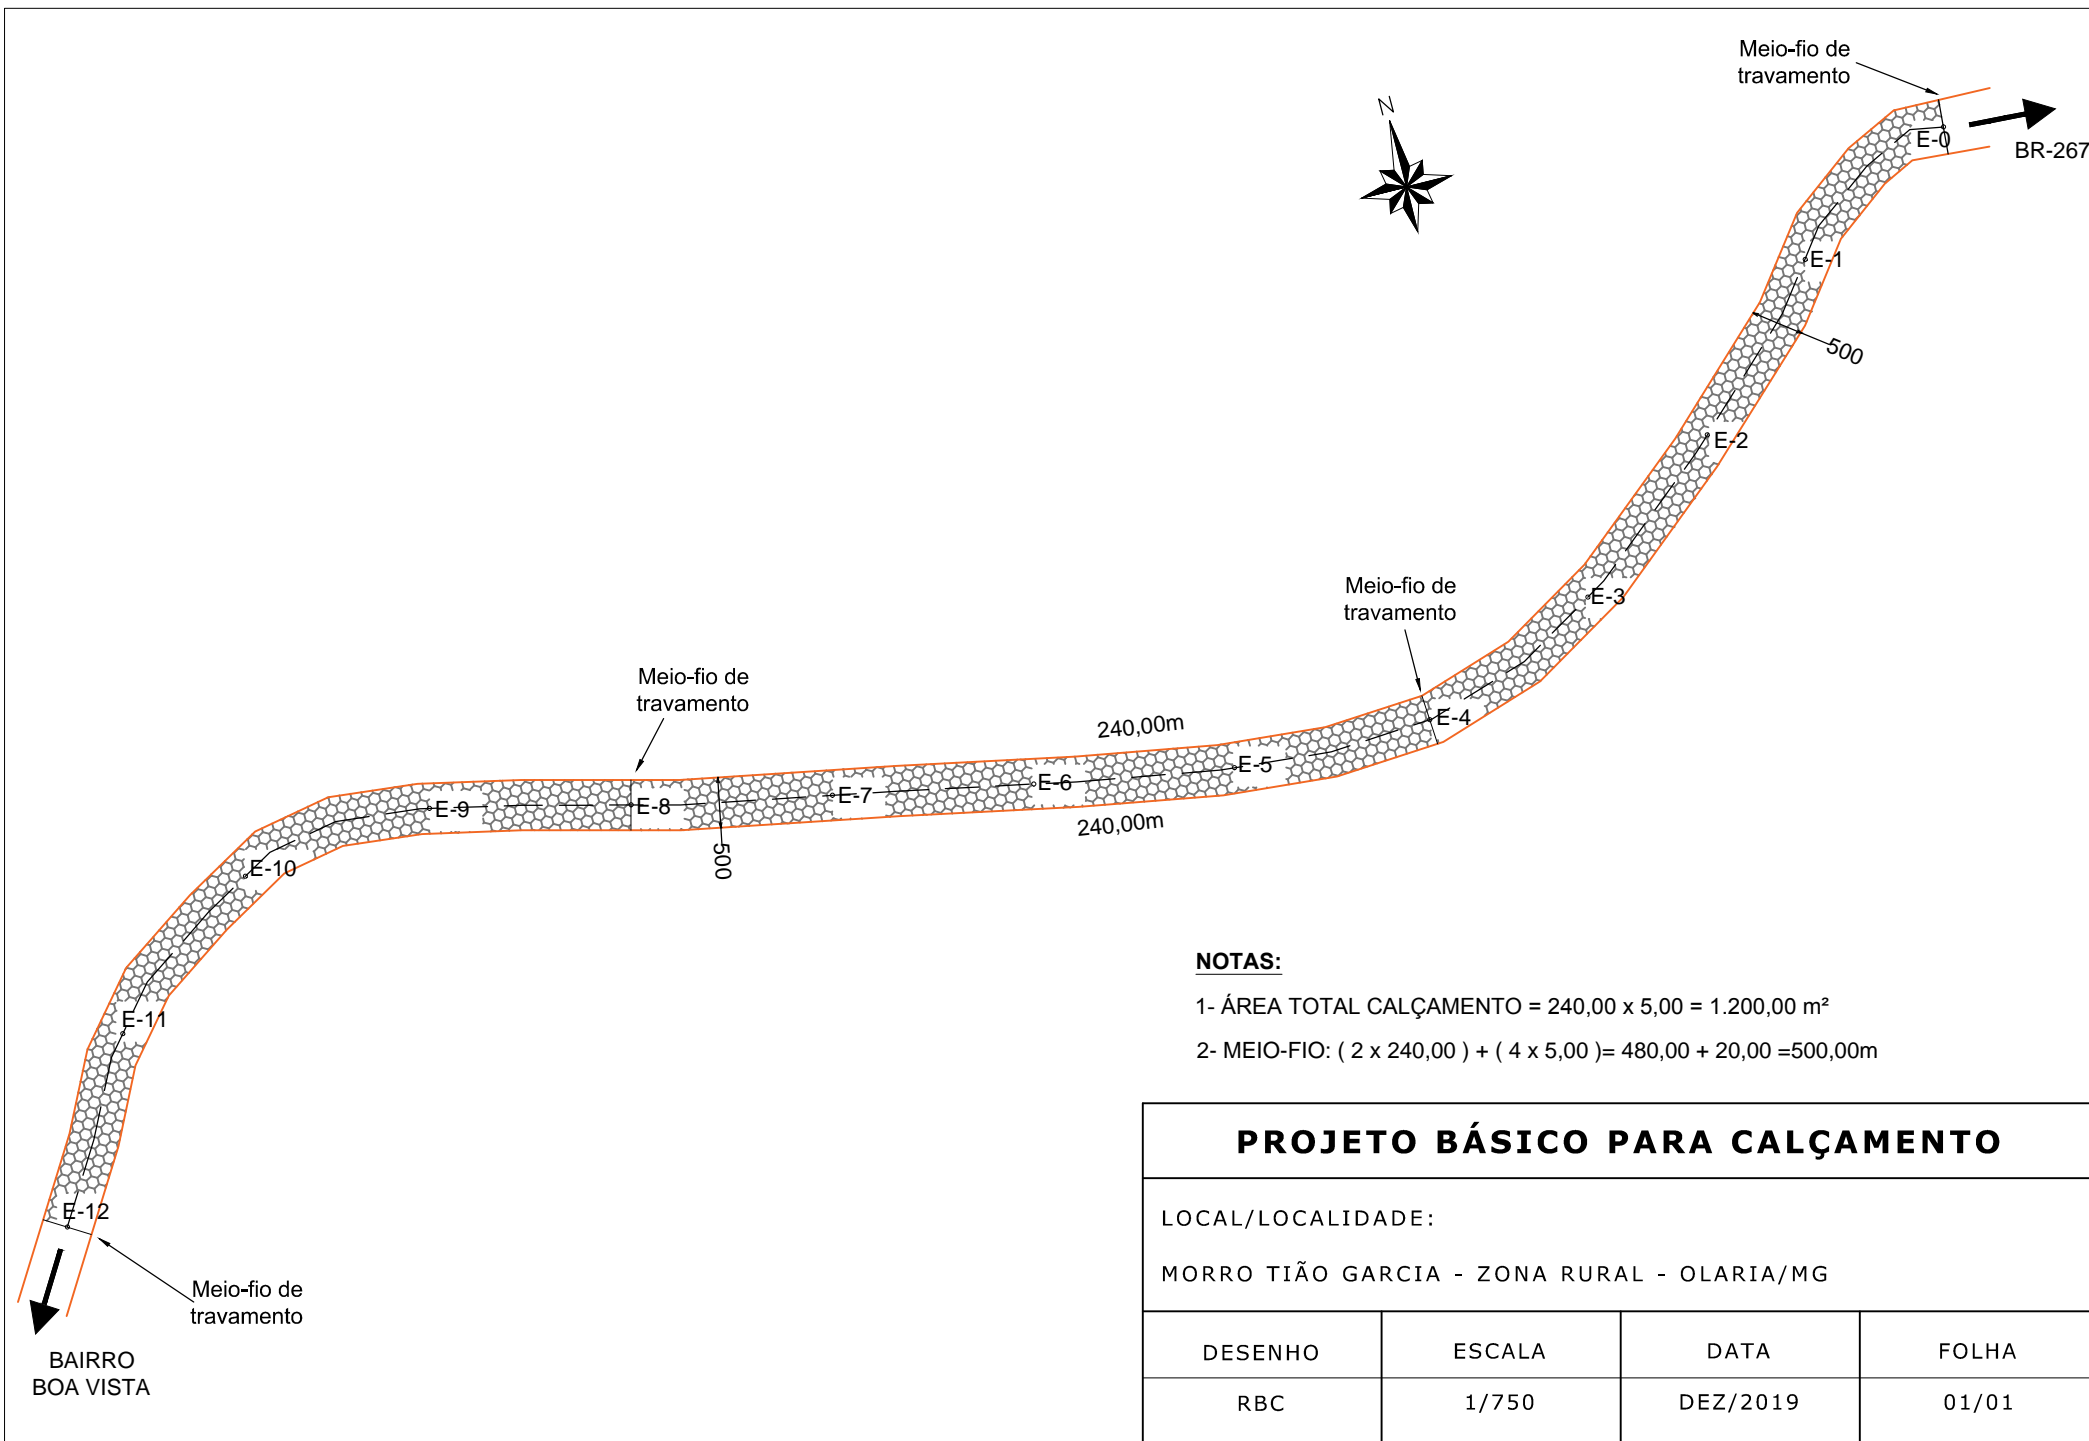 Meio-fio de
travamento
N
E-0
BR-267
E-1
500
E-2
Meio-fio de
travamento
E-3
Meio-fio de
travamento
240,00m
E-4
E-5
E-6
E-7
E-8
E-9
240,00m
500
E-10
NOTAS:
1- ÁREA TOTAL CALÇAMENTO = 240,00 x 5,00 = 1.200,00 m²
E-11
2- MEIO-FIO: ( 2 x 240,00 ) + ( 4 x 5,00 )= 480,00 + 20,00 =500,00m
E-12
Meio-fio de
travamento
BAIRRO
BOA VISTA
PROJETO BÁSICO PARA CALÇAMENTO
LOCAL/LOCALIDADE:
MORRO TIÃO GARCIA - ZONA RURAL - OLARIA/MG
DESENHO ESCALA DATA FOLHA
RBC 1/750 DEZ/2019 01/01